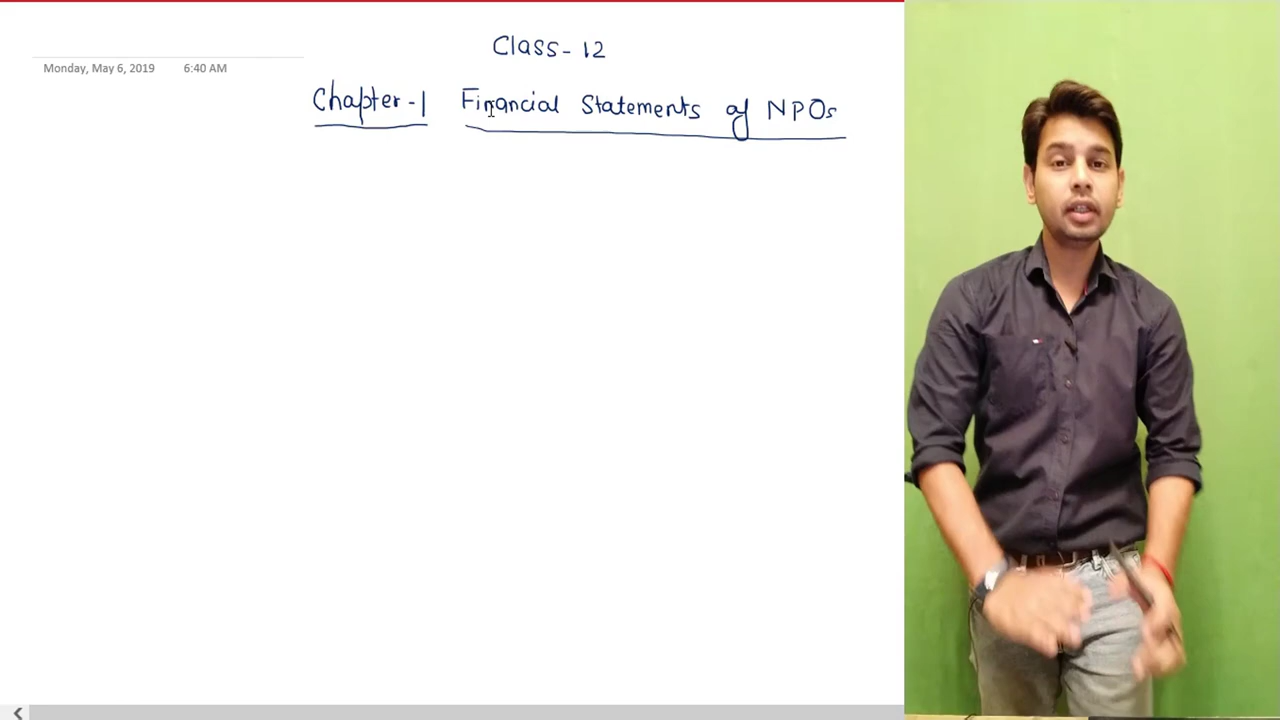 Class - 12
Monday, May 6, 2019 6:40 AM
Chapter - 1 Financial Statements of NPOs